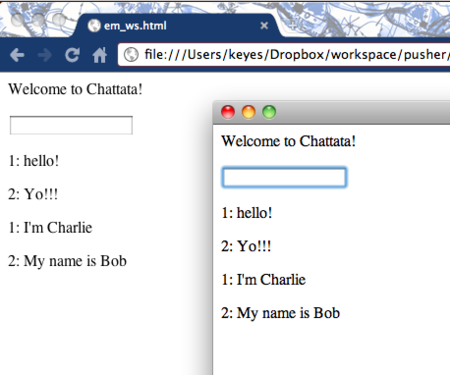 em_ws.html
file:///Users/keyes/Dropbox/workspace/pusher/
Welcome to Chattata!
1: hello!
2: Yo!!!
1: I'm Charlie
2: My name is Bob
Welcome to Chattata!
1: hello!
2: Yo!!!
1: I'm Charlie
2: My name is Bob